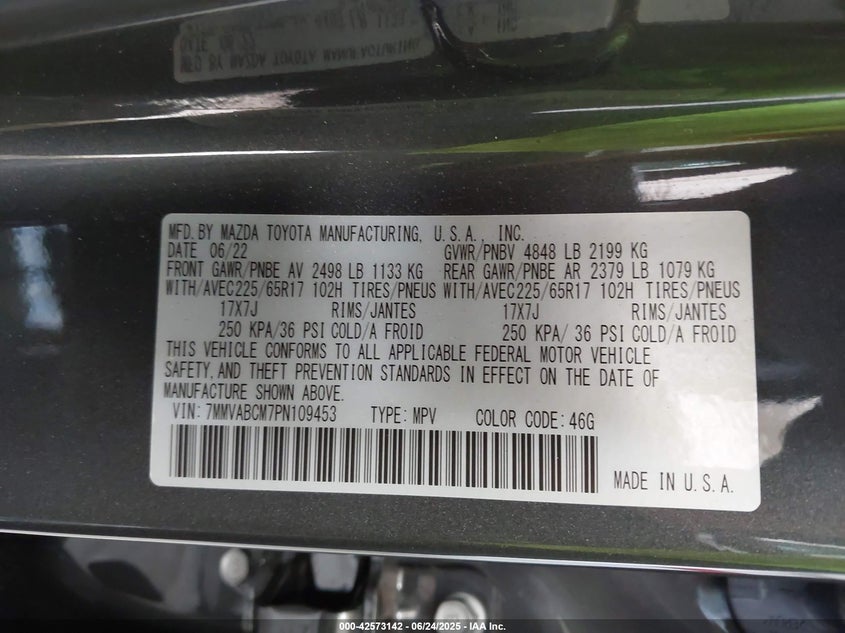 MFD. BY MAZDA TOYOTA MANUFACTURING, U.S.A., INC.
DATE 06/22 GVWR/PNBV 4848 LB 2199 KG
FRONT GAWR/PNBE AV 2498 LB 1133 KG REAR GAWR/PNBE AR 2379 LB 1079 KG
WITH/AVEC225/65R17 102H TIRES/PNEUS WITH/AVEC225/65R17 102H TIRES/PNEUS
17X7J RIMS/JANTES 17X7J RIMS/JANTES
250 KPA/36 PSI COLD/A FROID 250 KPA/ 36 PSI COLD/A FROID
THIS VEHICLE CONFORMS TO ALL APPLICABLE FEDERAL MOTOR VEHICLE
SAFETY, AND THEFT PREVENTION STANDARDS IN EFFECT ON THE DATE OF
MANUFACTURE SHOWN ABOVE.
VIN: 7MMVABCM7PN109453 TYPE: MPV COLOR CODE: 46G
MADE IN U.S.A.
000-42573142 - 06/24/2025 - IAAI.COM